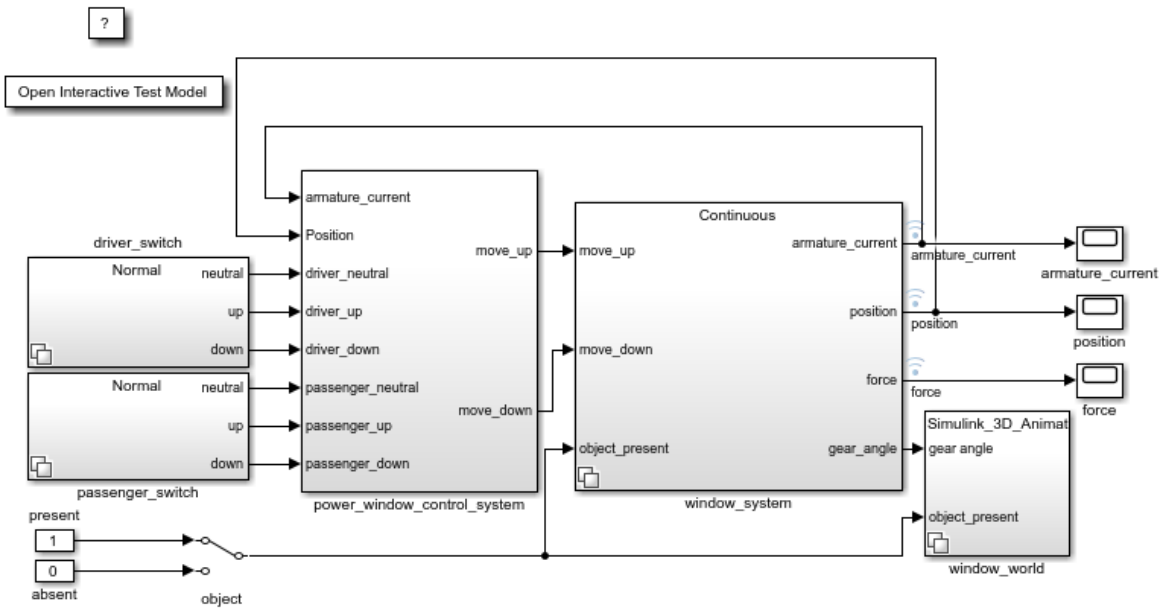 ?
Open Interactive Test Model
driver_switch
Normal
neutral
up
down
Normal
neutral
up
down
passenger_switch
present
1
0
absent
object
armature_current
Position
driver_neutral
driver_up
driver_down
passenger_neutral
passenger_up
passenger_down
move_up
move_down
power_window_control_system
Continuous
move_up
move_down
object_present
armature_current
position
force
gear_angle
window_system
armature_current
position
force
armature_current
position
force
Simulink_3D_Animat
gear angle
object_present
window_world